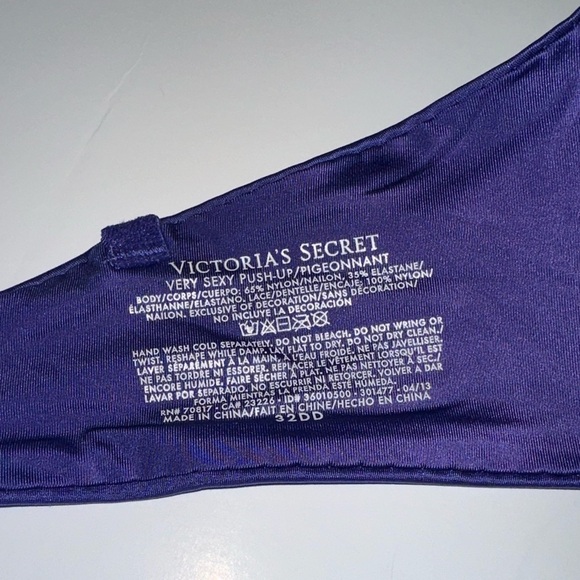 VICTORIA'S SECRET
VERY SEXY PUSH-UP/PIGEONNANT
BODY/CORPS/CUERPO: 65% NYLON/NAILON, 35% ELASTANE/
ÉLASTHANNE/ELASTANO, LACE/DENTELLE/ENCAJE: 100% NYLON/
NAILON, EXCLUSIVE OF DECORATION/SANS DÉCORATION/
NO INCLUYE LA DECORACIÓN
HAND WASH COLD SEPARATELY, DO NOT BLEACH, DO NOT WRING OR
TWIST, RESHAPE WHILE DAMP, LAY FLAT TO DRY, DO NOT DRY CLEAN./
LAVER SÉPARÉMENT À LA MAIN, L'EAU FROIDE, NE PAS JAVELLISER,
NE PAS TORDRE NI ESSORER, REPLACER LE VÊTEMENT LORSQU'IL EST
ENCORE HUMIDE, FAIRE SÉCHER À PLAT, NE PAS NETTOYER À SEC./
LAVAR POR SEPARADO NO ESCURRIR NI RETORCER, VOLVER A DAR
FORMA MIENTRAS LA PRENDA ESTÉ HÚMEDA.
RN# 70817 - CA# 23226 - ID# 36010500 - 301477 - 04/13
MADE IN CHINA/FAIT EN CHINE/HECHO EN CHINA
32DD